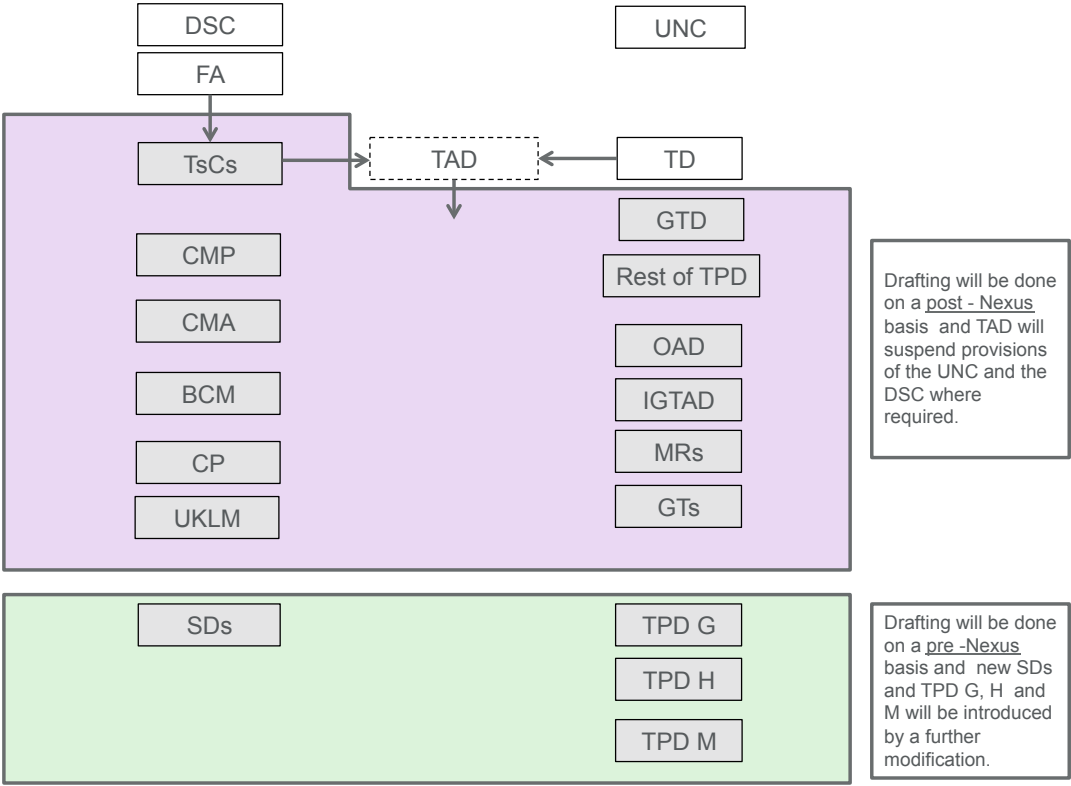 DSC
UNC
FA
TsCs
TAD
TD
GTD
CMP
Rest of TPD
CMA
OAD
BCM
IGTAD
CP
MRs
UKLM
GTs
Drafting will be done
on a post - Nexus
basis and TAD will
suspend provisions
of the UNC and the
DSC where
required.
SDs
TPD G
TPD H
TPD M
Drafting will be done
on a pre -Nexus
basis and new SDs
and TPD G, H and
M will be introduced
by a further
modification.